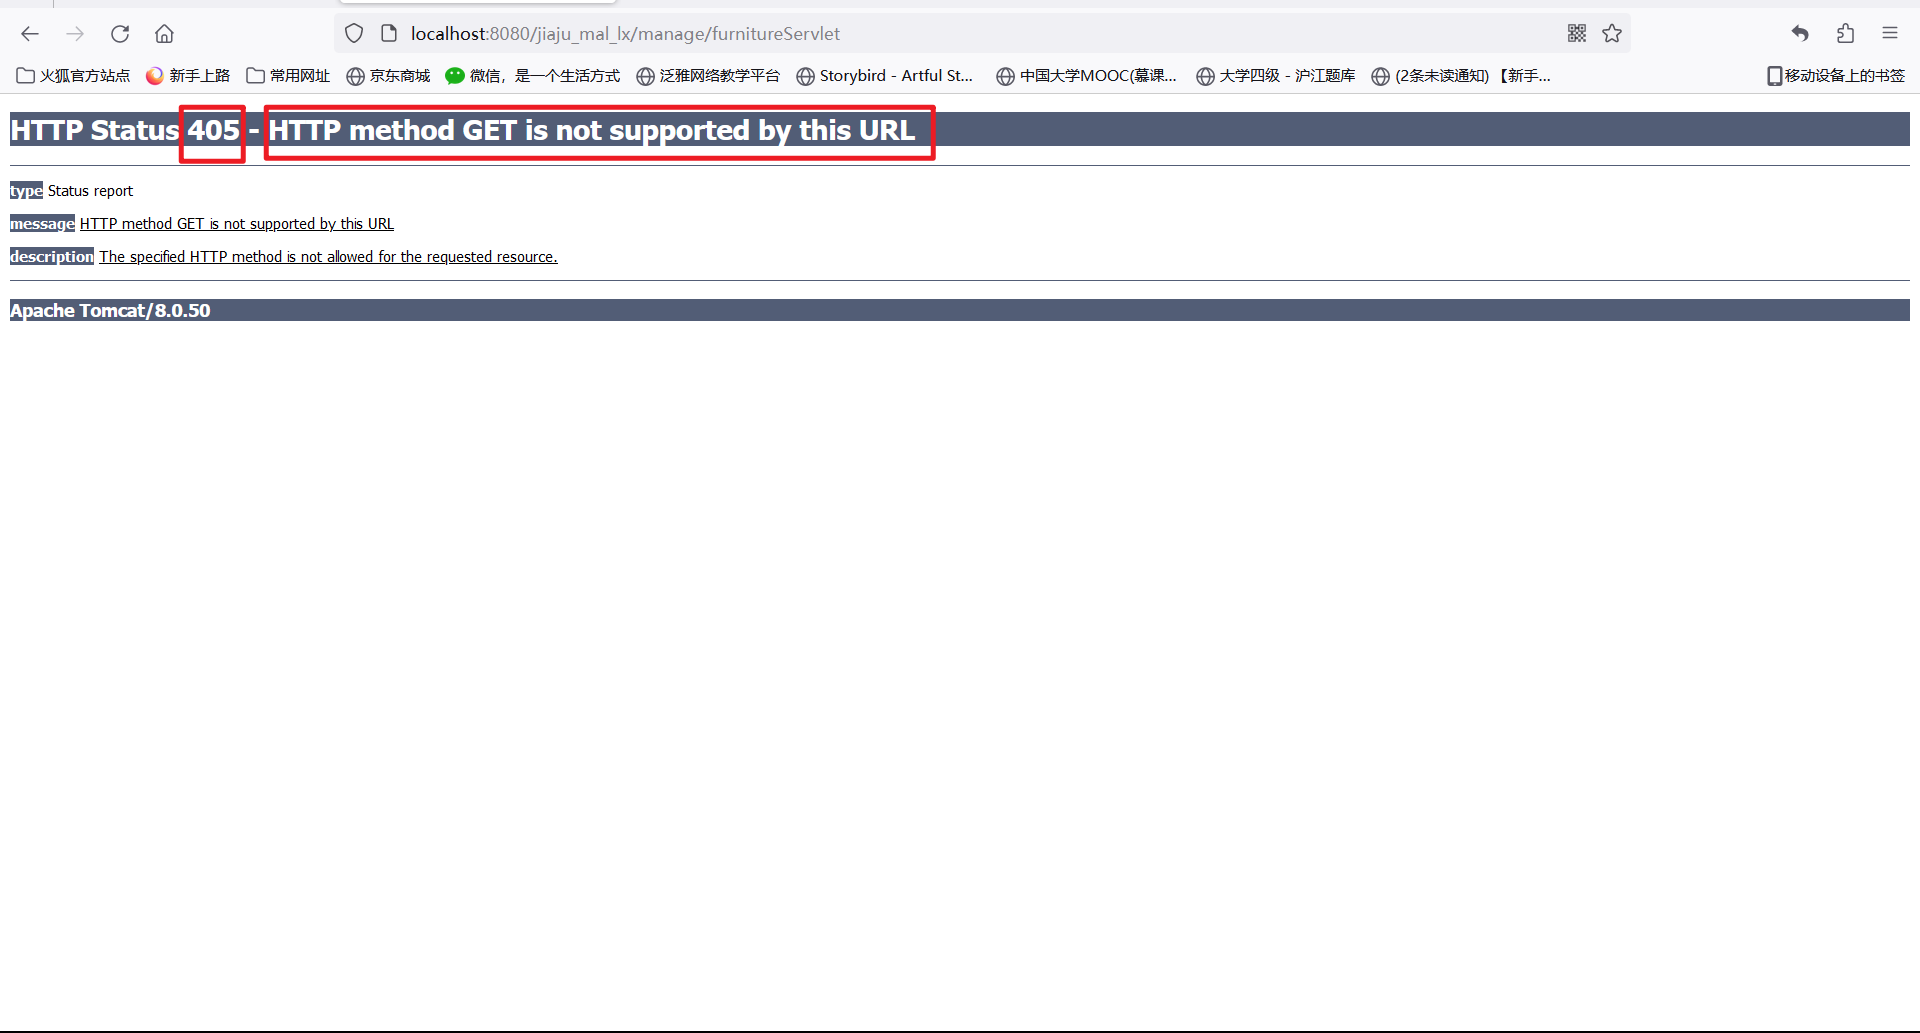 localhost:8080/jiaju_mal_lx/manage/furnitureServlet
火狐官方站点 新手上路 常用网址 京东商城 微信，是一个生活方式 泛雅网络教学平台 Storybird - Artful St... 中国大学MOOC(慕课... 大学四级 - 沪江题库 (2条未读通知) 【新手... 移动设备上的书签
HTTP Status 405 - HTTP method GET is not supported by this URL
type Status report
message HTTP method GET is not supported by this URL
description The specified HTTP method is not allowed for the requested resource.
Apache Tomcat/8.0.50